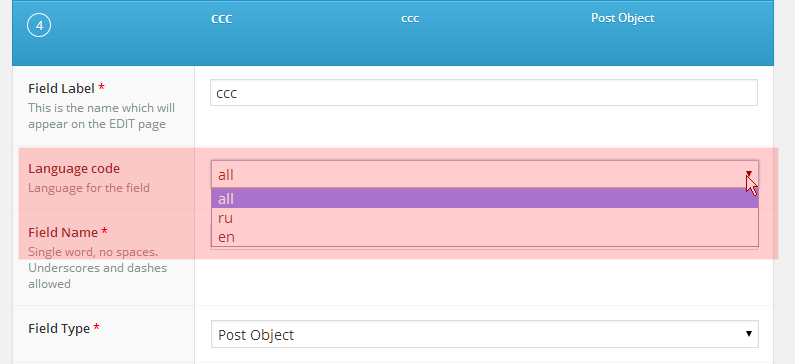 4 ccc ccc Post Object
Field Label *
This is the name which will
appear on the EDIT page
ccc
Language code
Language for the field
all
all
ru
en
Field Name *
Single word, no spaces.
Underscores and dashes
allowed
Field Type *
Post Object